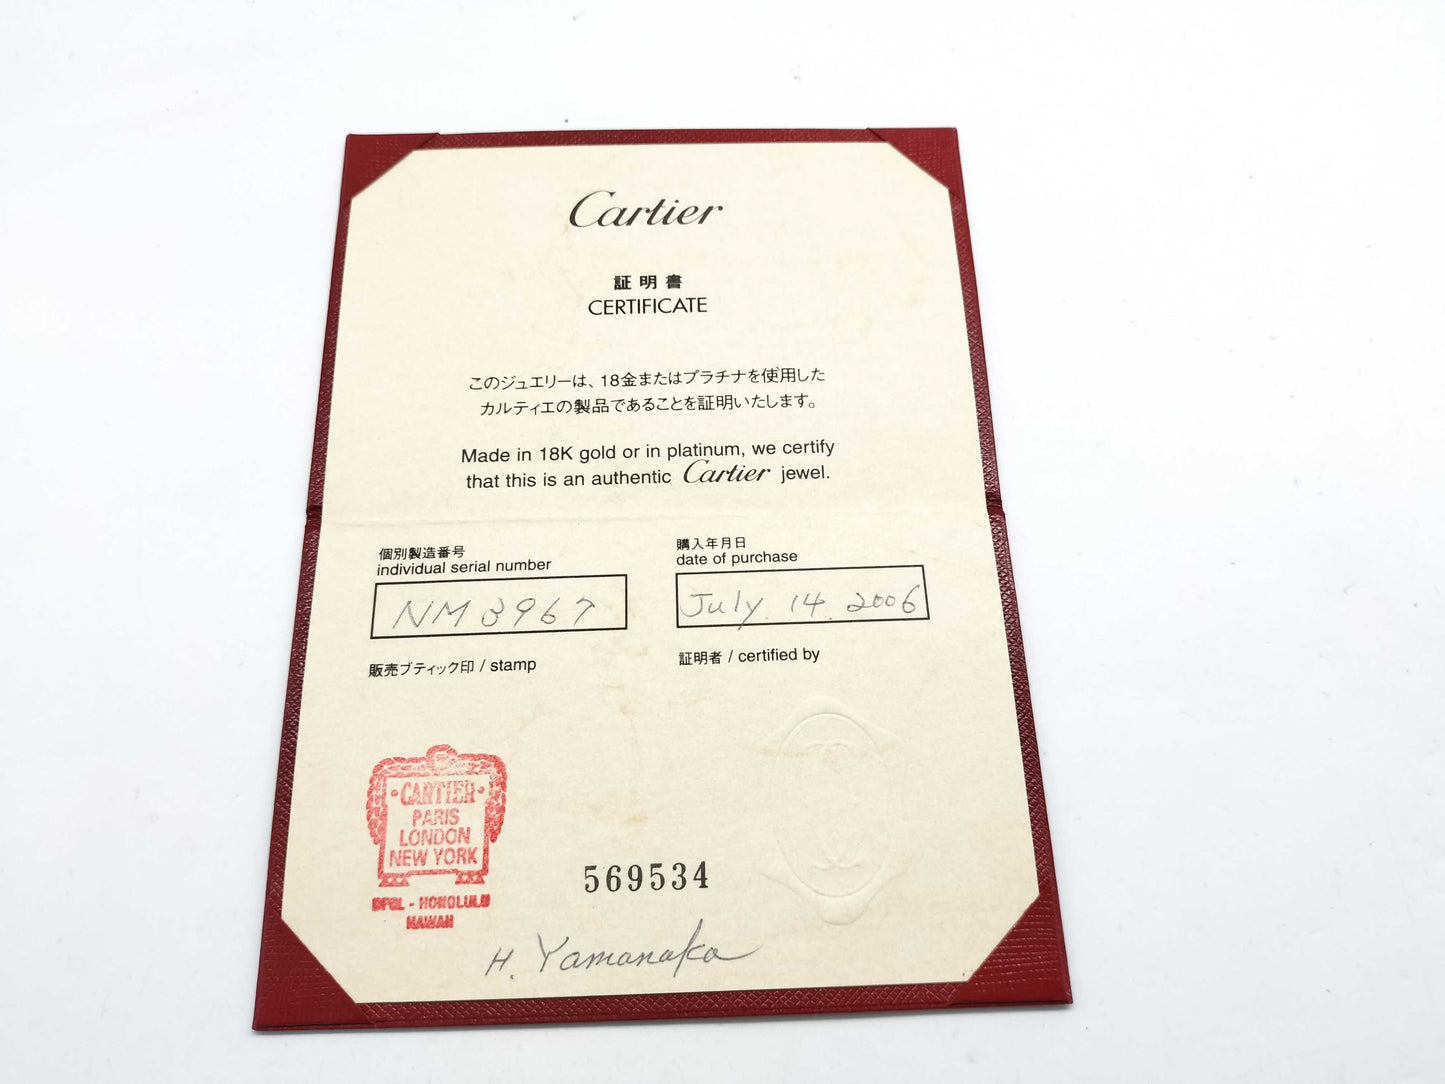 Cartier
証明書
CERTIFICATE
このジュエリーは、18金またはプラチナを使用した
カルティエの製品であることを証明いたします。
Made in 18K gold or in platinum, we certify
that this is an authentic Cartier jewel.
個別製造番号
individual serial number
NM 3967
購入年月日
date of purchase
July. 14. 2006
販売ブティック印 / stamp
証明者 / certified by
·CARTIER·
PARIS
LONDON
NEW YORK
HONOLULU
HAWAII
569534
H. Yamanaka